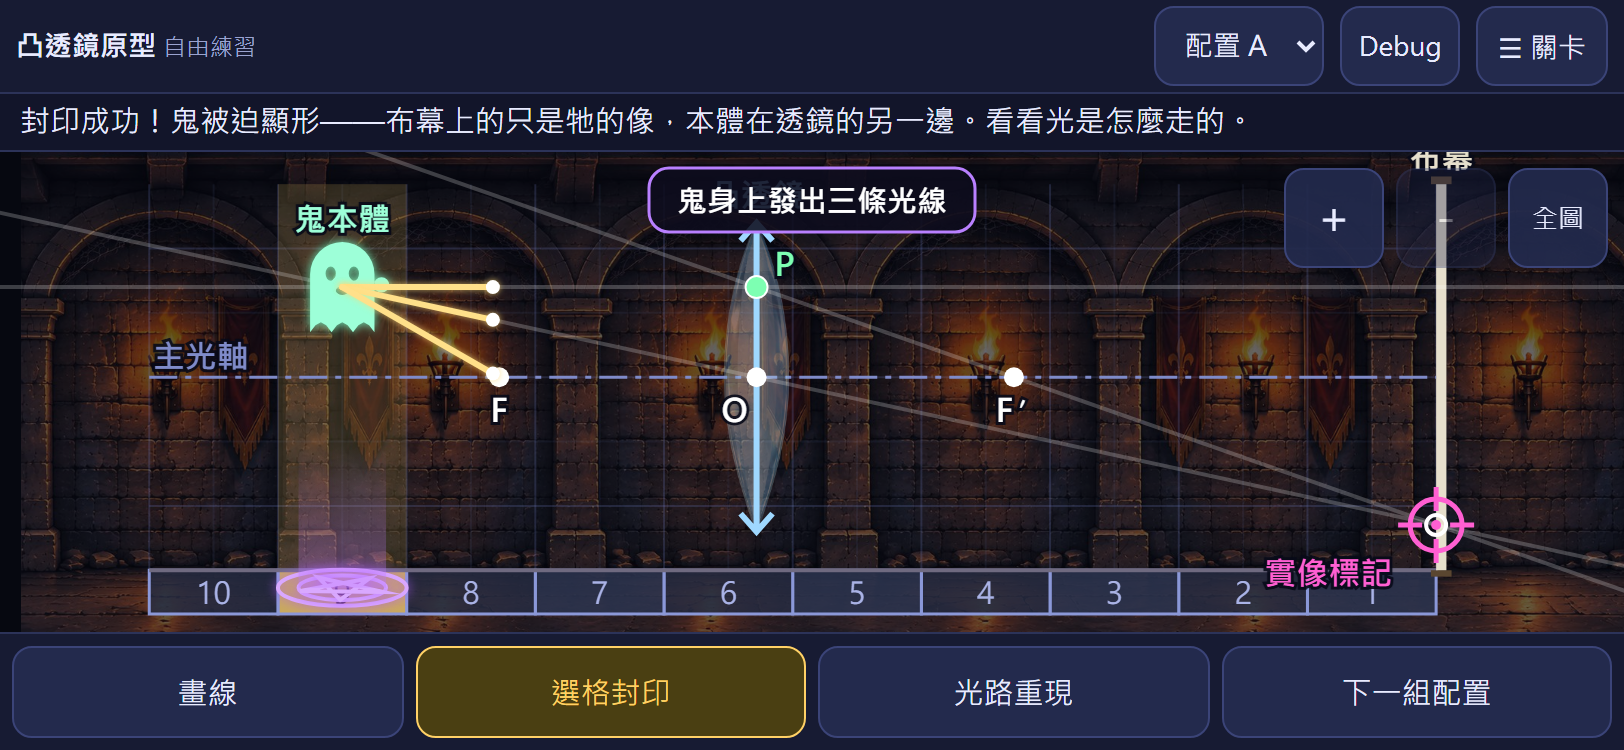 凸透鏡原型 自由練習
配置 A
Debug
☰ 關卡
封印成功！鬼被迫顯形——布幕上的只是牠的像，本體在透鏡的另一邊。看看光是怎麼走的。
布幕
鬼身上發出三條光線
鬼本體
+
-
全圖
P
主光軸
F
O
F′
實像標記
10
8
7
6
5
4
3
2
1
畫線
選格封印
光路重現
下一組配置